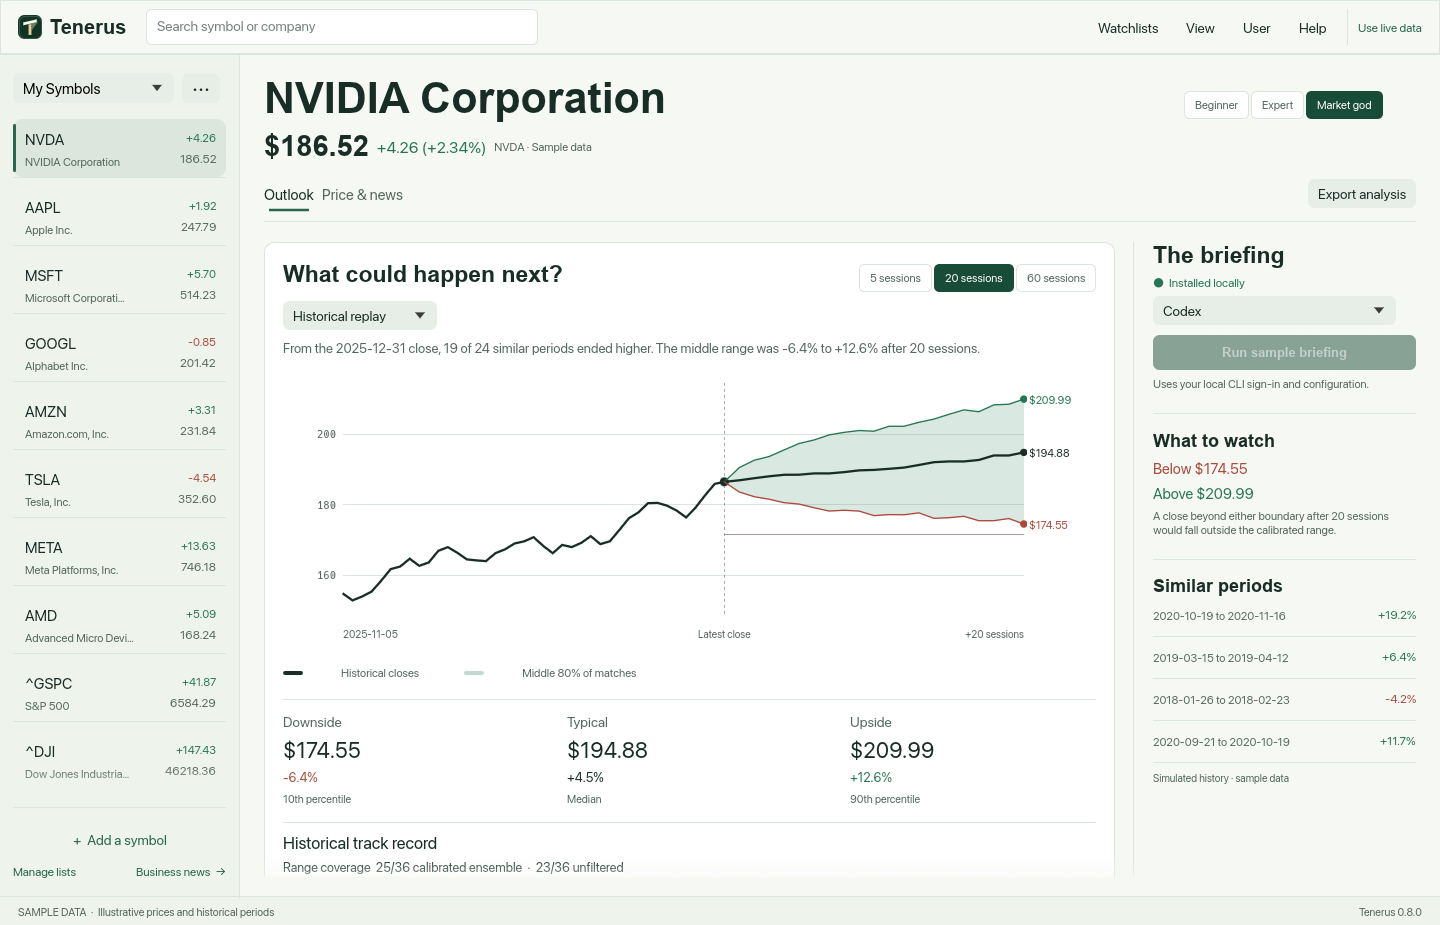 Tenerus
Search symbol or company
Watchlists
View
User
Help
Use live data
My Symbols
NVDA +4.26
NVIDIA Corporation 186.52
AAPL +1.92
Apple Inc. 247.79
MSFT +5.70
Microsoft Corporati... 514.23
GOOGL -0.85
Alphabet Inc. 201.42
AMZN +3.31
Amazon.com, Inc. 231.84
TSLA -4.54
Tesla, Inc. 352.60
META +13.63
Meta Platforms, Inc. 746.18
AMD +5.09
Advanced Micro Devi... 168.24
^GSPC +41.87
S&P 500 6584.29
^DJI +147.43
Dow Jones Industria... 46218.36
+ Add a symbol
Manage lists
Business news →
NVIDIA Corporation
$186.52 +4.26 (+2.34%) NVDA · Sample data
Beginner
Expert
Market god
Outlook
Price & news
Export analysis
What could happen next?
5 sessions
20 sessions
60 sessions
Historical replay
From the 2025-12-31 close, 19 of 24 similar periods ended higher. The middle range was -6.4% to +12.6% after 20 sessions.
200
180
160
$209.99
$194.88
$174.55
2025-11-05
Latest close
+20 sessions
Historical closes
Middle 80% of matches
Downside
$174.55
-6.4%
10th percentile
Typical
$194.88
+4.5%
Median
Upside
$209.99
+12.6%
90th percentile
Historical track record
Range coverage 25/36 calibrated ensemble · 23/36 unfiltered
The briefing
Installed locally
Codex
Run sample briefing
Uses your local CLI sign-in and configuration.
What to watch
Below $174.55
Above $209.99
A close beyond either boundary after 20 sessions
would fall outside the calibrated range.
Similar periods
2020-10-19 to 2020-11-16 +19.2%
2019-03-15 to 2019-04-12 +6.4%
2018-01-26 to 2018-02-23 -4.2%
2020-09-21 to 2020-10-19 +11.7%
Simulated history · sample data
SAMPLE DATA · Illustrative prices and historical periods
Tenerus 0.8.0